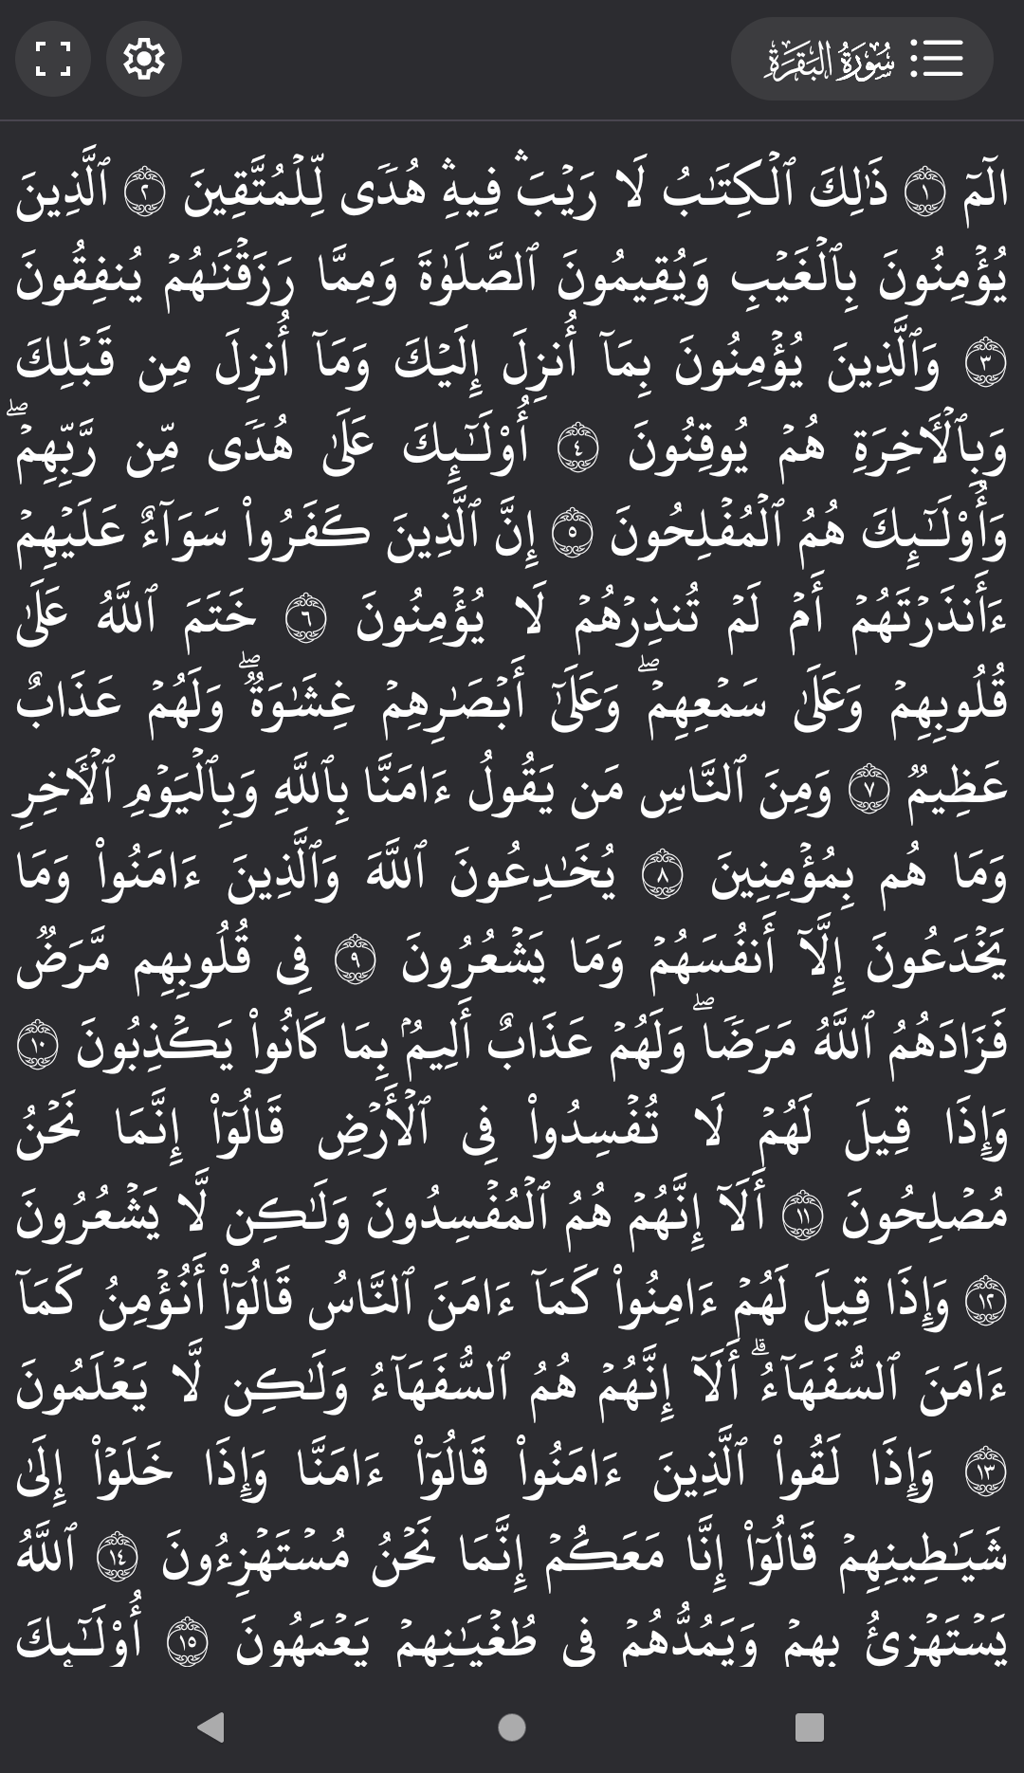 سُورَةُ البَقَرَةِ
الٓمٓ ١ ذَٰلِكَ ٱلۡكِتَٰبُ لَا رَيۡبَۛ فِيهِۛ هُدٗى لِّلۡمُتَّقِينَ ٢ ٱلَّذِينَ
يُؤۡمِنُونَ بِٱلۡغَيۡبِ وَيُقِيمُونَ ٱلصَّلَوٰةَ وَمِمَّا رَزَقۡنَٰهُمۡ يُنفِقُونَ
٣ وَٱلَّذِينَ يُؤۡمِنُونَ بِمَآ أُنزِلَ إِلَيۡكَ وَمَآ أُنزِلَ مِن قَبۡلِكَ
وَبِٱلۡأٓخِرَةِ هُمۡ يُوقِنُونَ ٤ أُوْلَٰٓئِكَ عَلَىٰ هُدٗى مِّن رَّبِّهِمۡۖ
وَأُوْلَٰٓئِكَ هُمُ ٱلۡمُفۡلِحُونَ ٥ إِنَّ ٱلَّذِينَ كَفَرُواْ سَوَآءٌ عَلَيۡهِمۡ
ءَأَنذَرۡتَهُمۡ أَمۡ لَمۡ تُنذِرۡهُمۡ لَا يُؤۡمِنُونَ ٦ خَتَمَ ٱللَّهُ عَلَىٰ
قُلُوبِهِمۡ وَعَلَىٰ سَمۡعِهِمۡۖ وَعَلَىٰٓ أَبۡصَٰرِهِمۡ غِشَٰوَةٞۖ وَلَهُمۡ عَذَابٌ
عَظِيمٞ ٧ وَمِنَ ٱلنَّاسِ مَن يَقُولُ ءَامَنَّا بِٱللَّهِ وَبِٱلۡيَوۡمِ ٱلۡأٓخِرِ
وَمَا هُم بِمُؤۡمِنِينَ ٨ يُخَٰدِعُونَ ٱللَّهَ وَٱلَّذِينَ ءَامَنُواْ وَمَا
يَخۡدَعُونَ إِلَّآ أَنفُسَهُمۡ وَمَا يَشۡعُرُونَ ٩ فِي قُلُوبِهِم مَّرَضٞ
فَزَادَهُمُ ٱللَّهُ مَرَضٗاۖ وَلَهُمۡ عَذَابٌ أَلِيمُۢ بِمَا كَانُواْ يَكۡذِبُونَ ١٠
وَإِذَا قِيلَ لَهُمۡ لَا تُفۡسِدُواْ فِي ٱلۡأَرۡضِ قَالُوٓاْ إِنَّمَا نَحۡنُ
مُصۡلِحُونَ ١١ أَلَآ إِنَّهُمۡ هُمُ ٱلۡمُفۡسِدُونَ وَلَٰكِن لَّا يَشۡعُرُونَ
١٢ وَإِذَا قِيلَ لَهُمۡ ءَامِنُواْ كَمَآ ءَامَنَ ٱلنَّاسُ قَالُوٓاْ أَنُؤۡمِنُ كَمَآ
ءَامَنَ ٱلسُّفَهَآءُۗ أَلَآ إِنَّهُمۡ هُمُ ٱلسُّفَهَآءُ وَلَٰكِن لَّا يَعۡلَمُونَ
١٣ وَإِذَا لَقُواْ ٱلَّذِينَ ءَامَنُواْ قَالُوٓاْ ءَامَنَّا وَإِذَا خَلَوۡاْ إِلَىٰ
شَيَٰطِينِهِمۡ قَالُوٓاْ إِنَّا مَعَكُمۡ إِنَّمَا نَحۡنُ مُسۡتَهۡزِءُونَ ١٤ ٱللَّهُ
يَسۡتَهۡزِئُ بِهِمۡ وَيَمُدُّهُمۡ فِي طُغۡيَٰنِهِمۡ يَعۡمَهُونَ ١٥ أُوْلَٰٓئِكَ